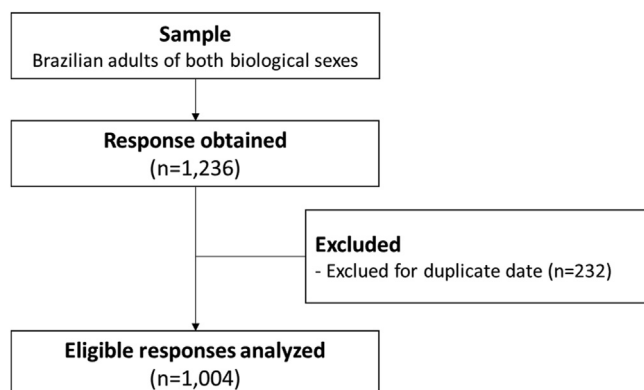 Sample
Brazilian adults of both biological sexes
Response obtained
(n=1,236)
Excluded
- Exclued for duplicate date (n=232)
Eligible responses analyzed
(n=1,004)